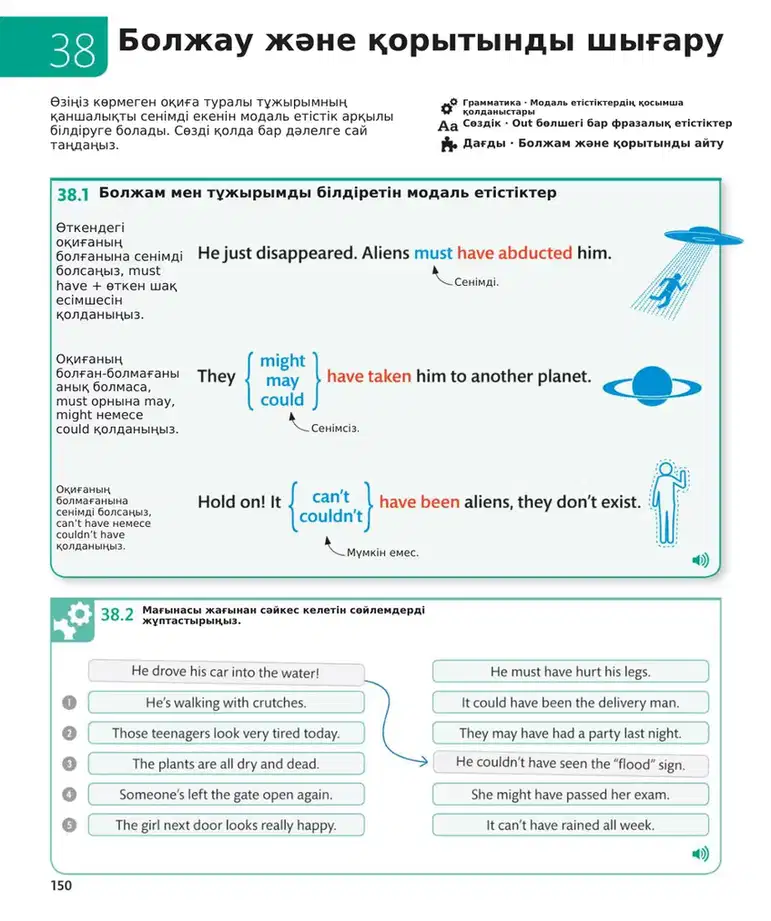 38
Болжау және қорытынды шығару
Өзіңіз көрмеген оқиға туралы тұжырымның
қаншалықты сенімді екенін модаль етістік арқылы
білдіруге болады. Сөзді қолда бар дәлелге сай
таңдаңыз.
Грамматика · Модаль етістіктердің қосымша
қолданыстары
Aa Сөздік · Out бөлшегі бар фразалық етістіктер
Дағды · Болжам және қорытынды айту
38.1 Болжам мен тұжырымды білдіретін модаль етістіктер
Өткендегі
оқиғаның
болғанына сенімді
болсаңыз, must
have + өткен шақ
есімшесін
қолданыңыз.
He just disappeared. Aliens must have abducted him.
Сенімді.
Оқиғаның
болған-болмағаны
анық болмаса,
must орнына may,
might немесе
could қолданыңыз.
might
They may have taken him to another planet.
could
Сенімсіз.
Оқиғаның
болмағанына
сенімді болсаңыз,
can’t have немесе
couldn’t have
қолданыңыз.
Hold on! It can’t have been aliens, they don’t exist.
couldn’t
Мүмкін емес.
38.2 Мағынасы жағынан сәйкес келетін сөйлемдерді
жұптастырыңыз.
He drove his car into the water!
1 He’s walking with crutches.
2 Those teenagers look very tired today.
3 The plants are all dry and dead.
4 Someone’s left the gate open again.
5 The girl next door looks really happy.
He must have hurt his legs.
It could have been the delivery man.
They may have had a party last night.
He couldn’t have seen the “flood” sign.
She might have passed her exam.
It can’t have rained all week.
150